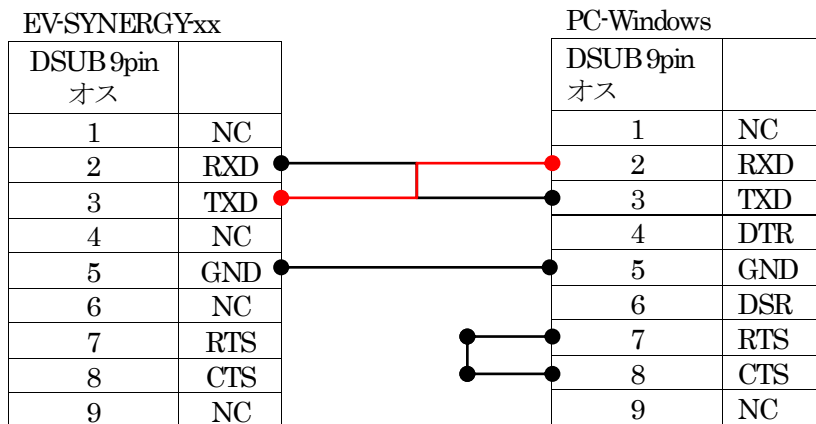 EV-SYNERGY-xx PC-Windows
DSUB 9pin オス DSUB 9pin オス
1 NC 1 NC
2 RXD 2 RXD
3 TXD 3 TXD
4 NC 4 DTR
5 GND 5 GND
6 NC 6 DSR
7 RTS 7 RTS
8 CTS 8 CTS
9 NC 9 NC